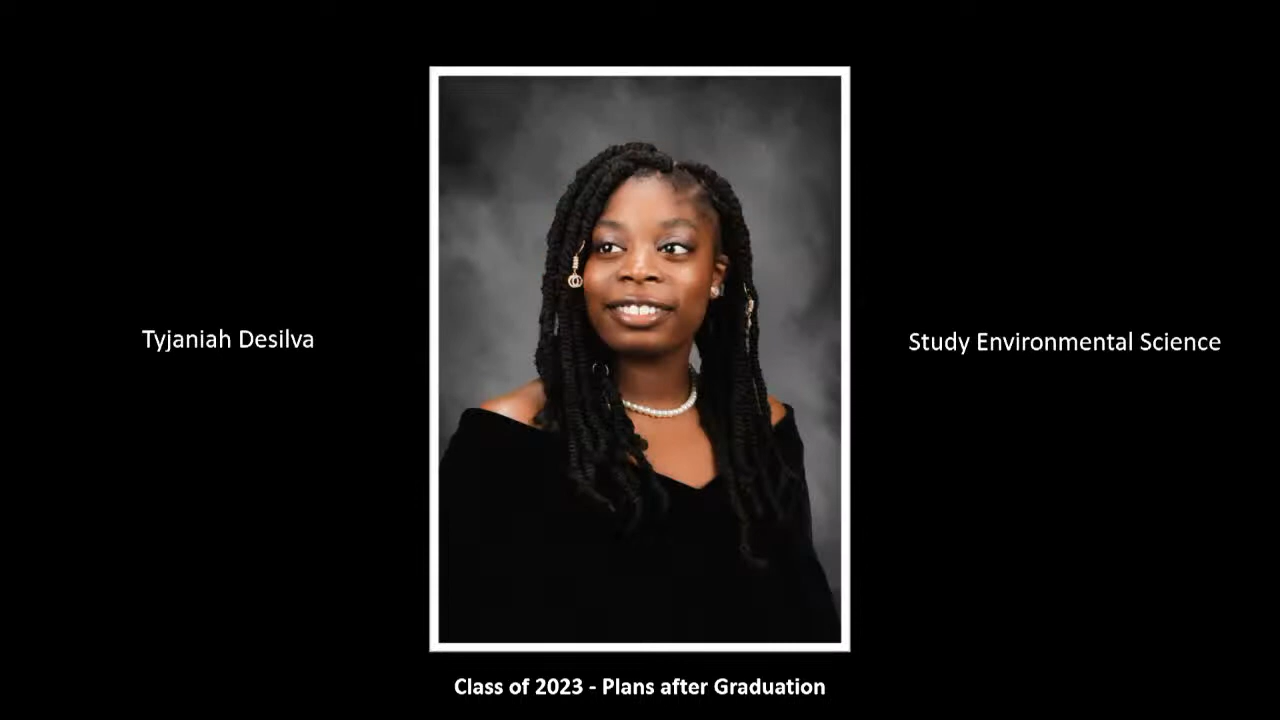 Tyjaniah Desilva
Study Environmental Science
Class of 2023 - Plans after Graduation